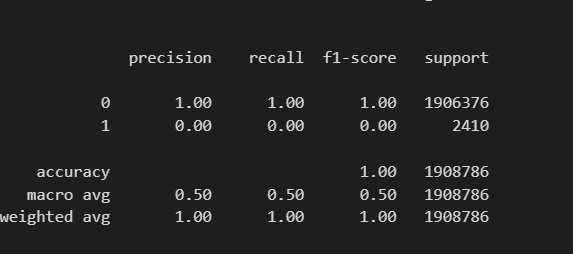 precision recall f1-score support
0 1.00 1.00 1.00 1906376
1 0.00 0.00 0.00 2410
accuracy 1.00 1908786
macro avg 0.50 0.50 0.50 1908786
weighted avg 1.00 1.00 1.00 1908786